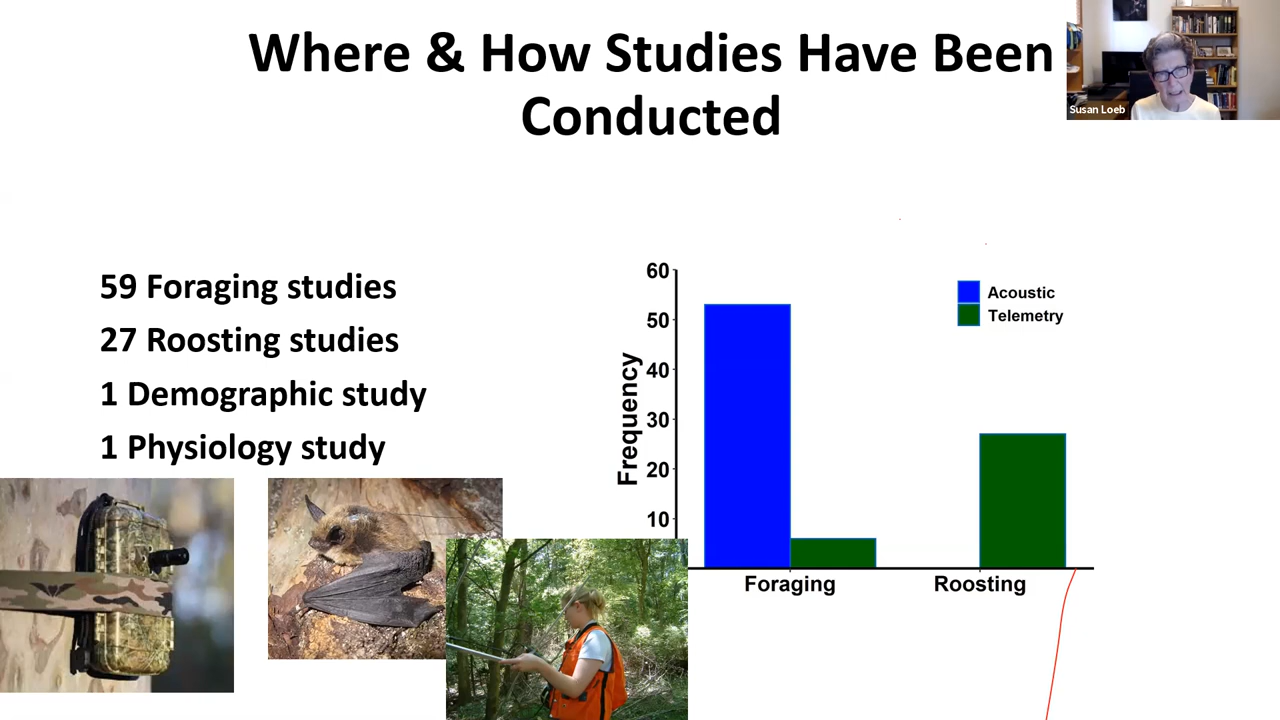 Where & How Studies Have Been
Conducted
Susan Loeb
59 Foraging studies
27 Roosting studies
1 Demographic study
1 Physiology study
Frequency
60
50
40
30
20
10
Acoustic
Telemetry
Foraging
Roosting